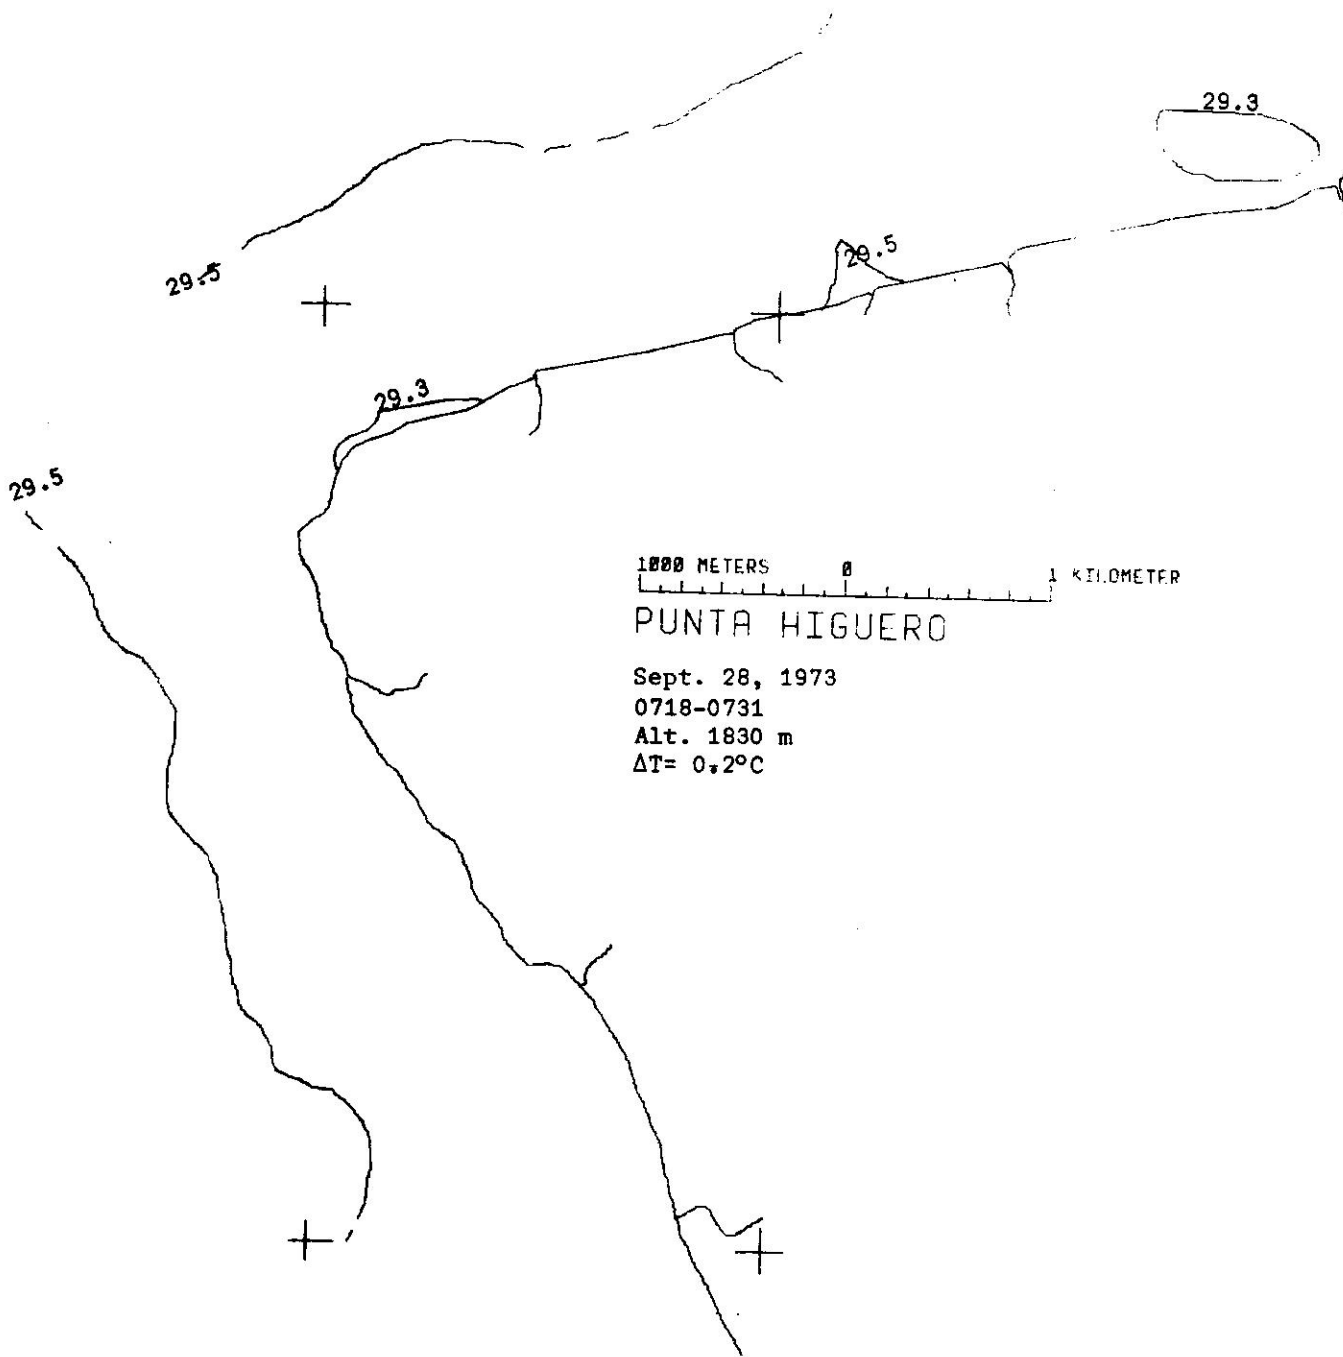 29.3
29.5
29.5
29.3
29.5
1000 METERS 0 1 KILOMETER
PUNTA HIGUERO
Sept. 28, 1973
0718-0731
Alt. 1830 m
ΔT= 0.2°C